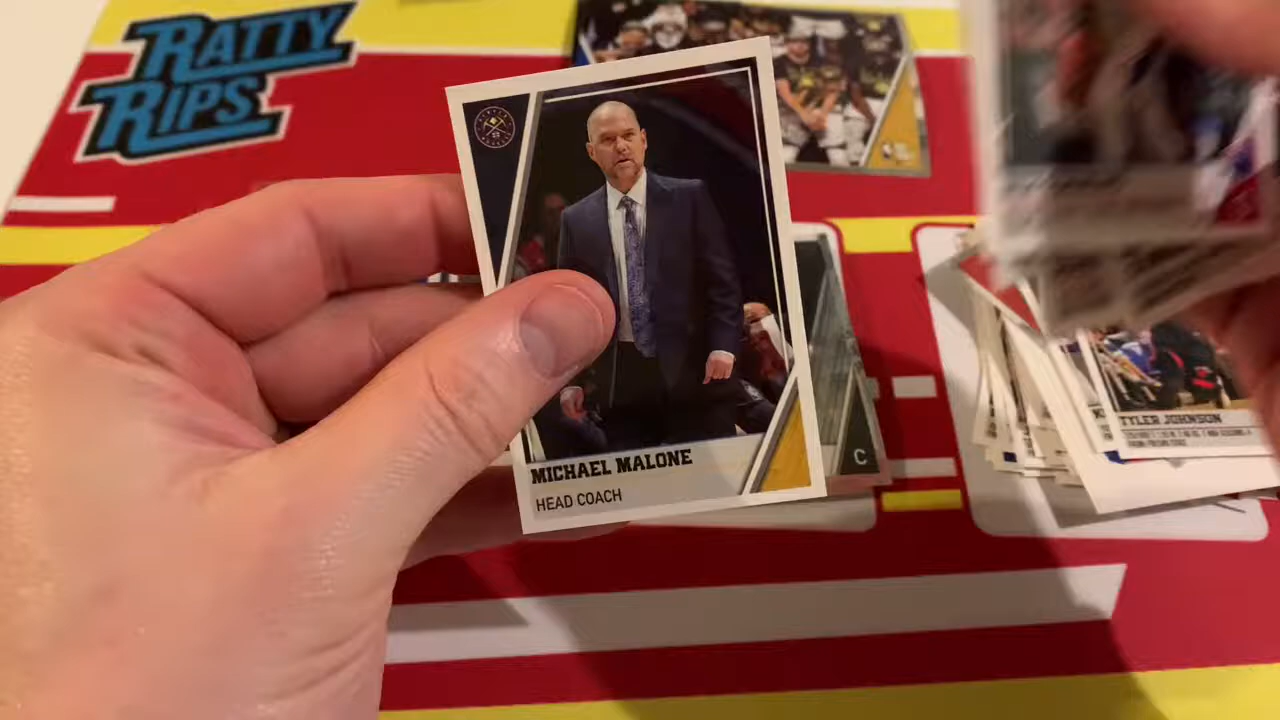 RATTY
RIPS
MICHAEL MALONE
HEAD COACH
C
TYLER JOHNSON